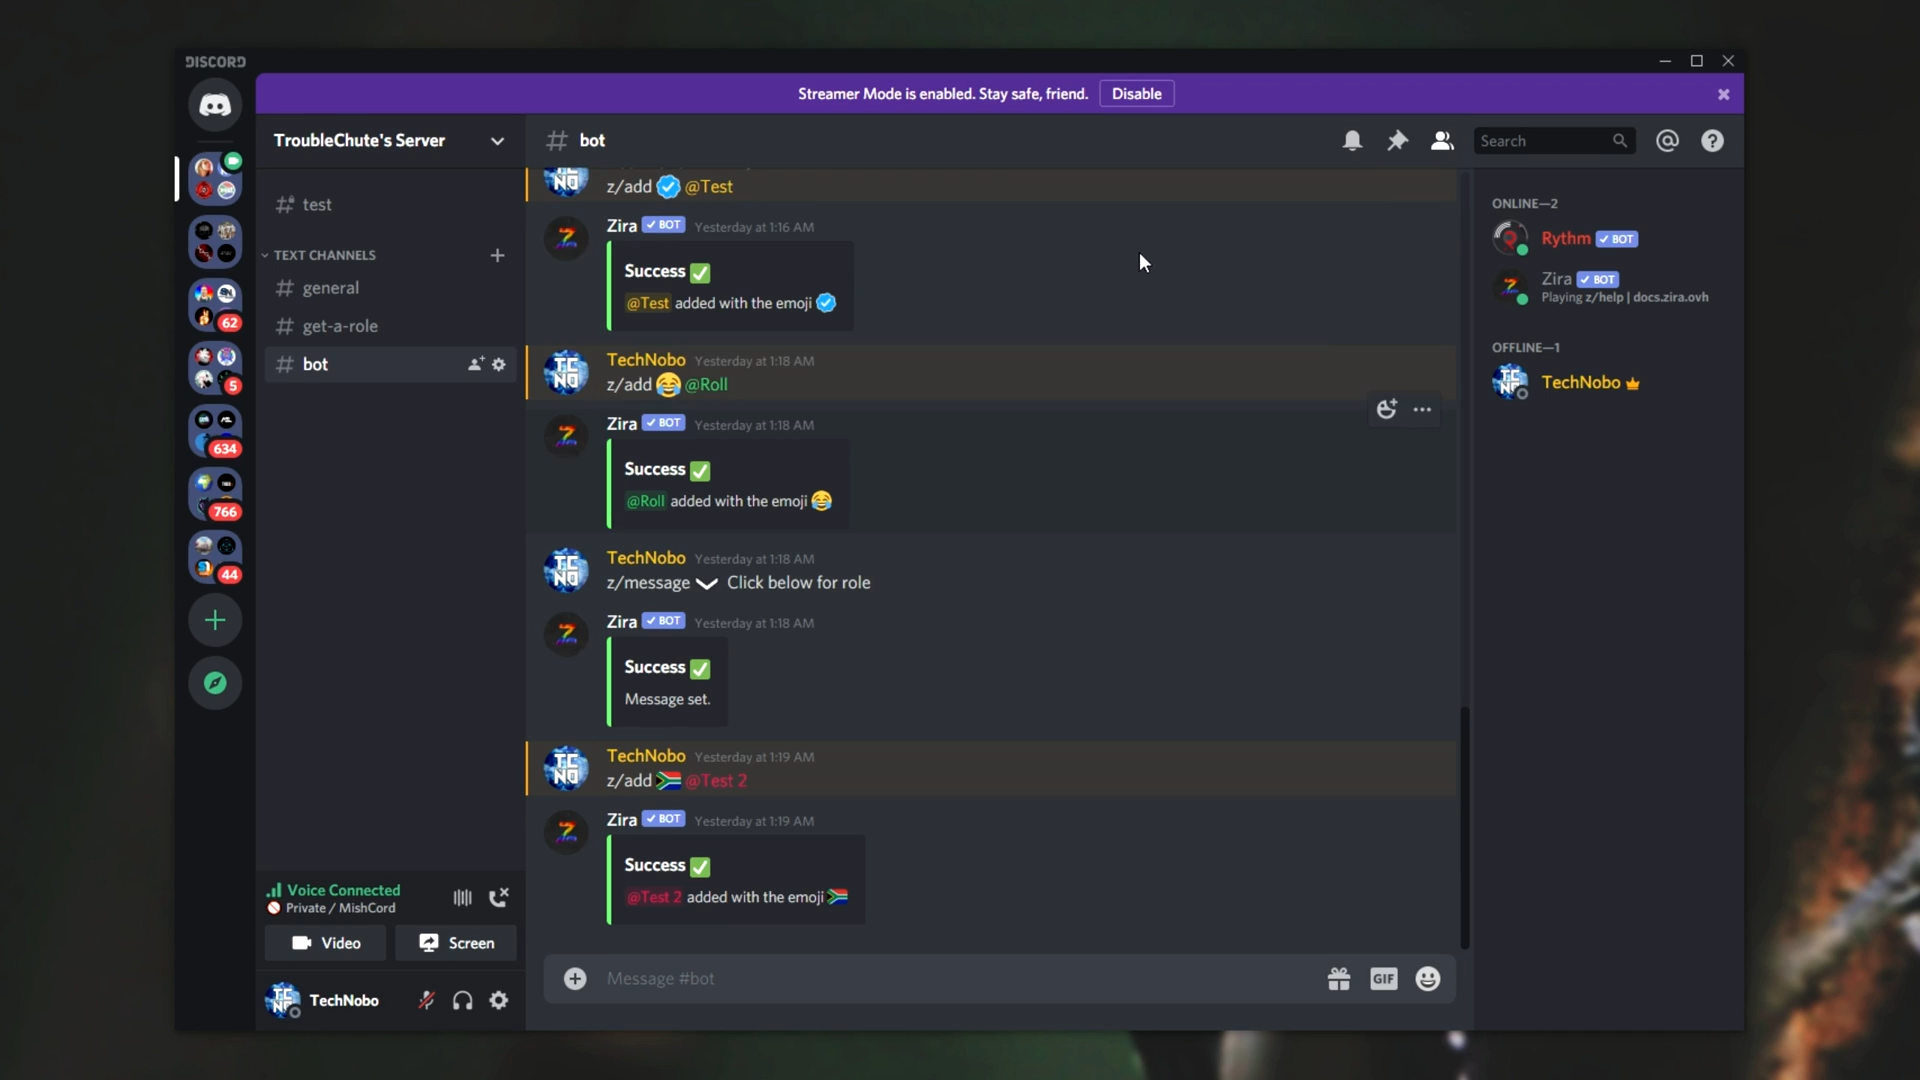 DISCORD
Streamer Mode is enabled. Stay safe, friend. Disable
TroubleChute's Server
bot
Search
test
TEXT CHANNELS
general
get-a-role
bot
62
5
634
766
44
z/add @Test
Zira BOT Yesterday at 1:16 AM
Success
@Test added with the emoji
TechNobo Yesterday at 1:18 AM
z/add @Roll
Zira BOT Yesterday at 1:18 AM
Success
@Roll added with the emoji
TechNobo Yesterday at 1:18 AM
z/message Click below for role
Zira BOT Yesterday at 1:18 AM
Success
Message set.
TechNobo Yesterday at 1:19 AM
z/add @Test 2
Zira BOT Yesterday at 1:19 AM
Success
@Test 2 added with the emoji
Message #bot
GIF
ONLINE—2
Rythm BOT
Zira BOT
Playing z/help | docs.zira.ovh
OFFLINE—1
TechNobo
Voice Connected
Private / MishCord
Video
Screen
TechNobo